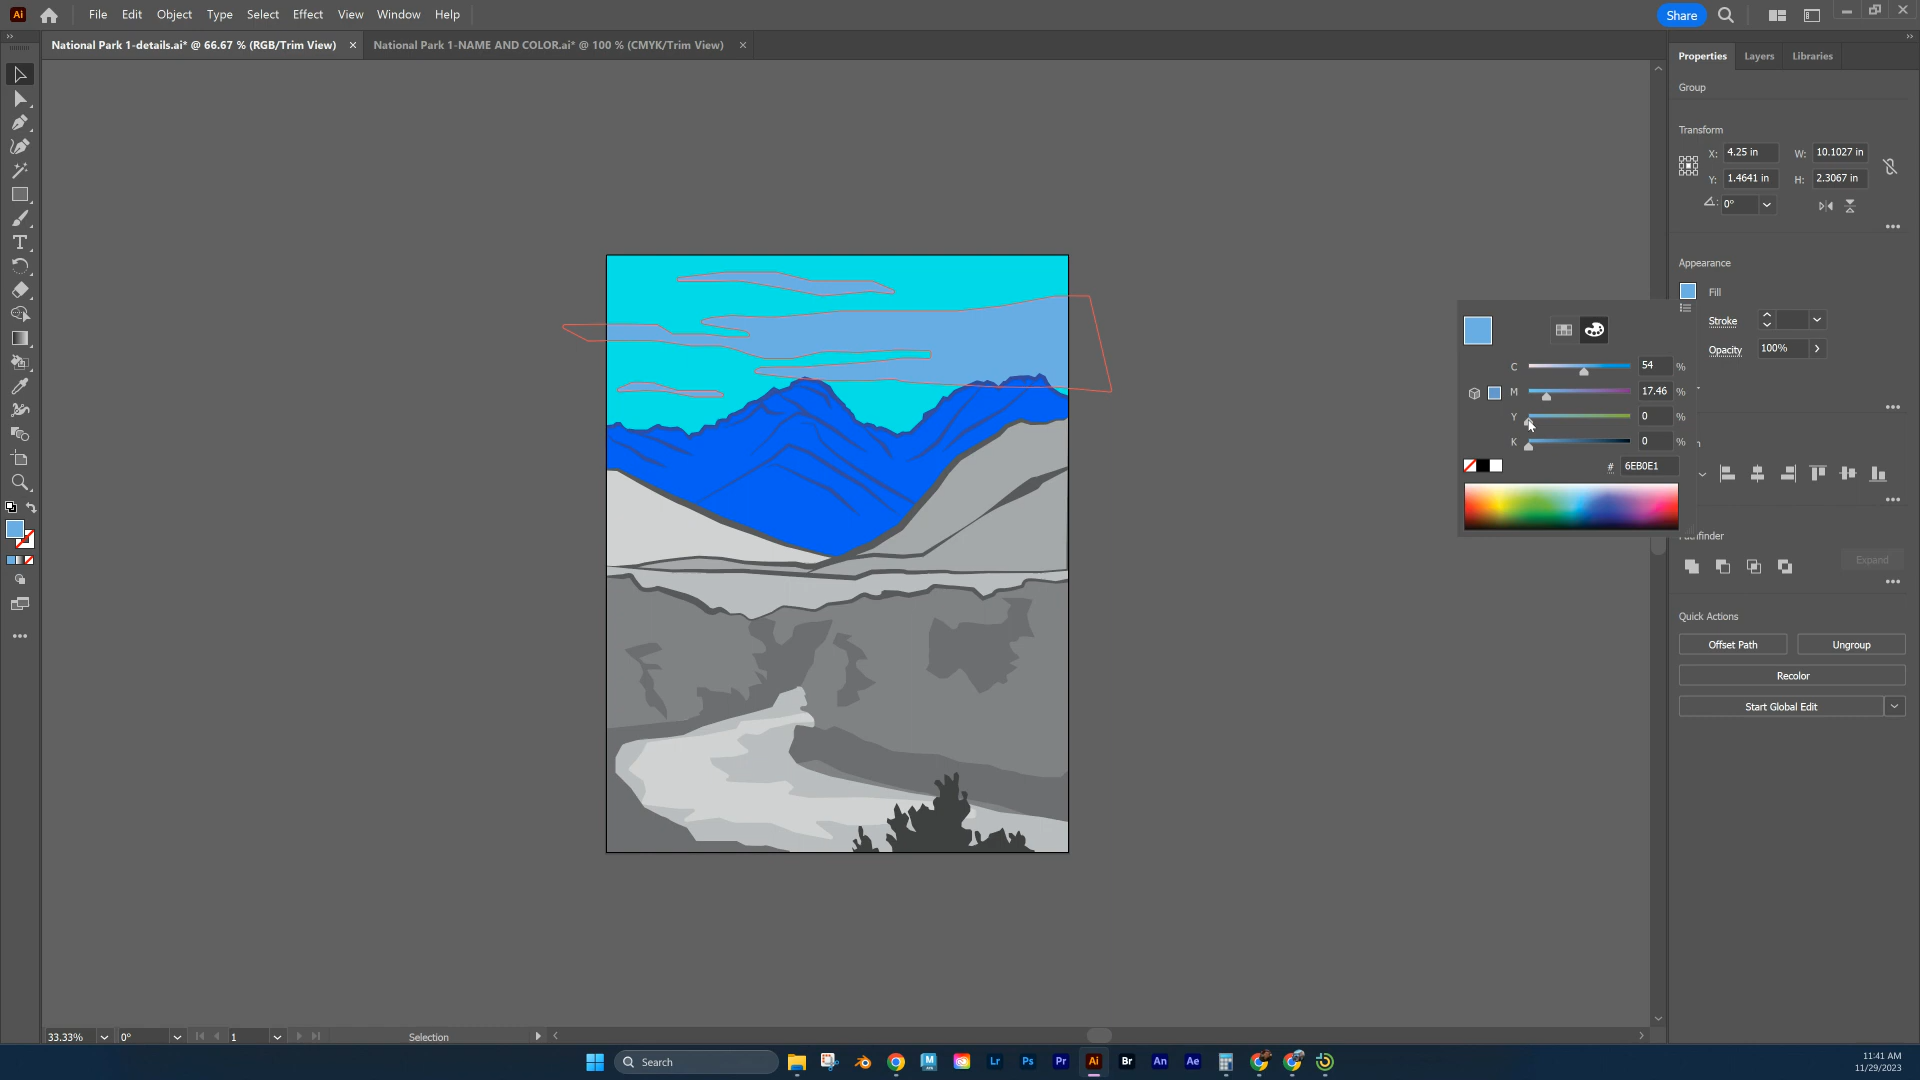 Ai File Edit Object Type Select Effect View Window Help Share
National Park 1-details.ai* @ 66.67 % (RGB/Trim View) × National Park 1-NAME AND COLOR.ai* @ 100 % (CMYK/Trim View) ×
Properties Layers Libraries
Group
Transform
X: 4.25 in W: 10.1027 in
Y: 1.4641 in H: 2.3067 in
0°
Appearance
Fill
Stroke
Opacity 100%
C 54 %
M 17.46 %
Y 0 %
K 0 %
# 6EB0E1
Expand
Quick Actions
Offset Path Ungroup
Recolor
Start Global Edit
33.33% 0° 1 Selection
Search Lr Ps Pr Ai Br An Ae
11:41 AM
11/29/2023